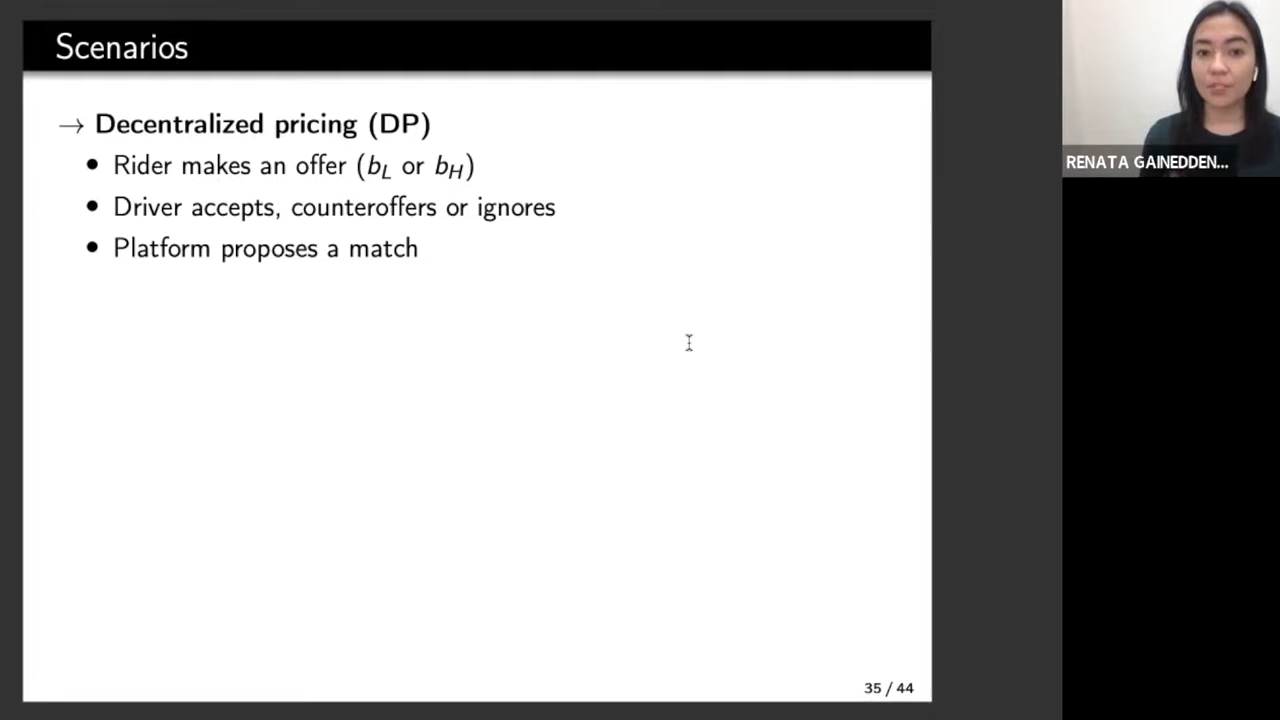 Scenarios
→ Decentralized pricing (DP)
• Rider makes an offer (b_L or b_H)
• Driver accepts, counteroffers or ignores
• Platform proposes a match
35 / 44
RENATA GAINEDDEN...